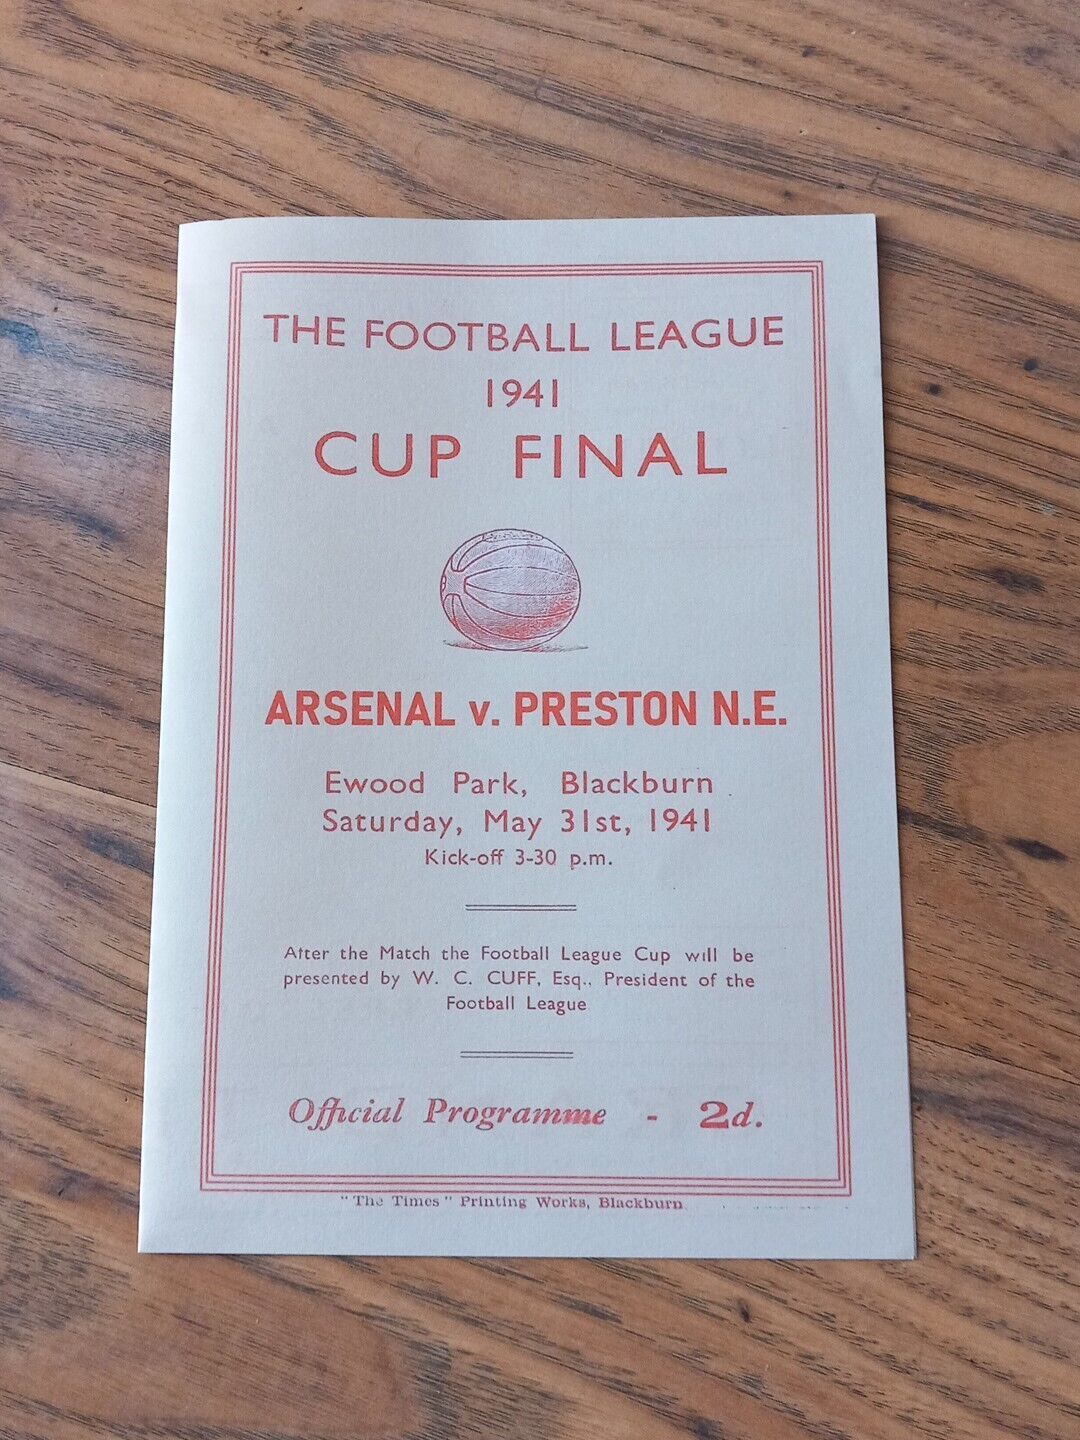 THE FOOTBALL LEAGUE
1941
CUP FINAL
ARSENAL v. PRESTON N.E.
Ewood Park, Blackburn
Saturday, May 31st, 1941
Kick-off 3-30 p.m.
After the Match the Football League Cup will be
presented by W. C. CUFF, Esq., President of the
Football League
Official Programme - 2d.
"The Times" Printing Works, Blackburn